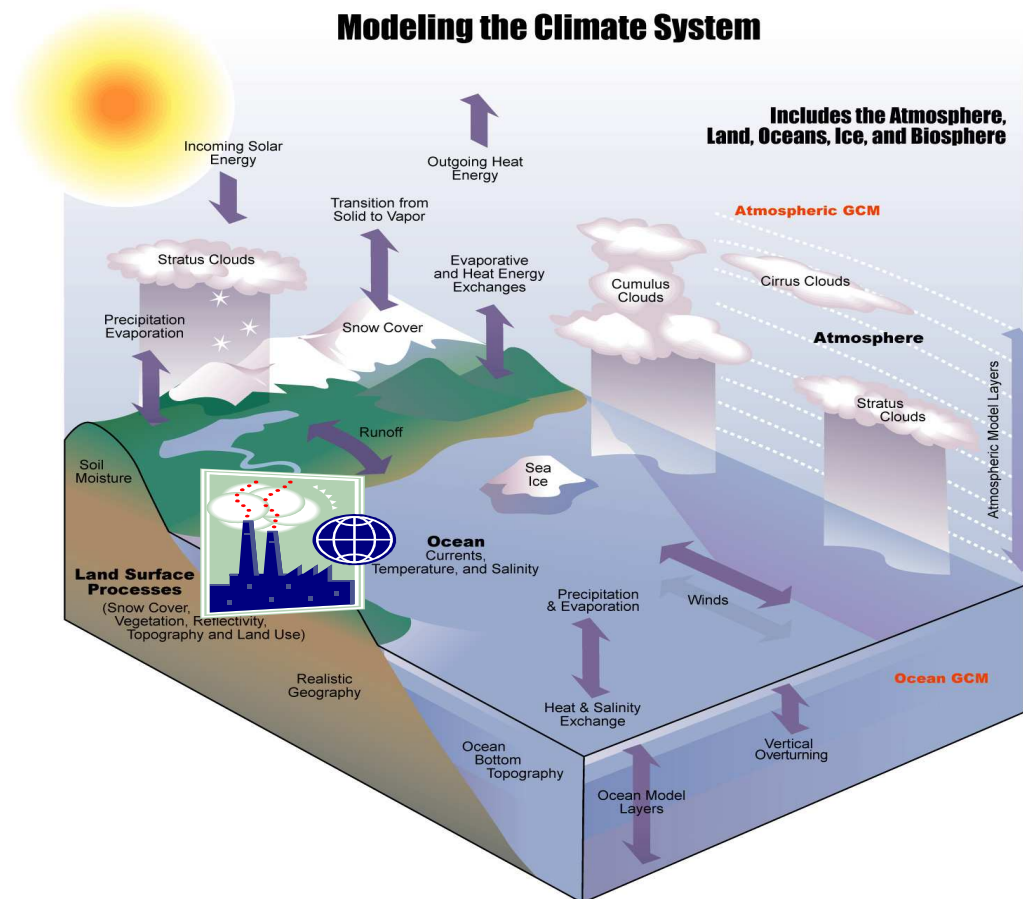 Modeling the Climate System
Includes the Atmosphere,
Land, Oceans, Ice, and Biosphere
Incoming Solar
Energy
Outgoing Heat
Energy
Transition from
Solid to Vapor
Atmospheric GCM
Stratus Clouds
Evaporative
and Heat Energy
Exchanges
Cumulus
Clouds
Cirrus Clouds
Precipitation
Evaporation
Snow Cover
Atmosphere
Atmospheric Model Layers
Stratus
Clouds
Runoff
Soil
Moisture
Sea
Ice
Ocean
Currents,
Temperature, and Salinity
Land Surface
Processes
(Snow Cover,
Vegetation, Reflectivity,
Topography and Land Use)
Precipitation
& Evaporation
Winds
Realistic
Geography
Ocean GCM
Heat & Salinity
Exchange
Vertical
Overturning
Ocean
Bottom
Topography
Ocean Model
Layers